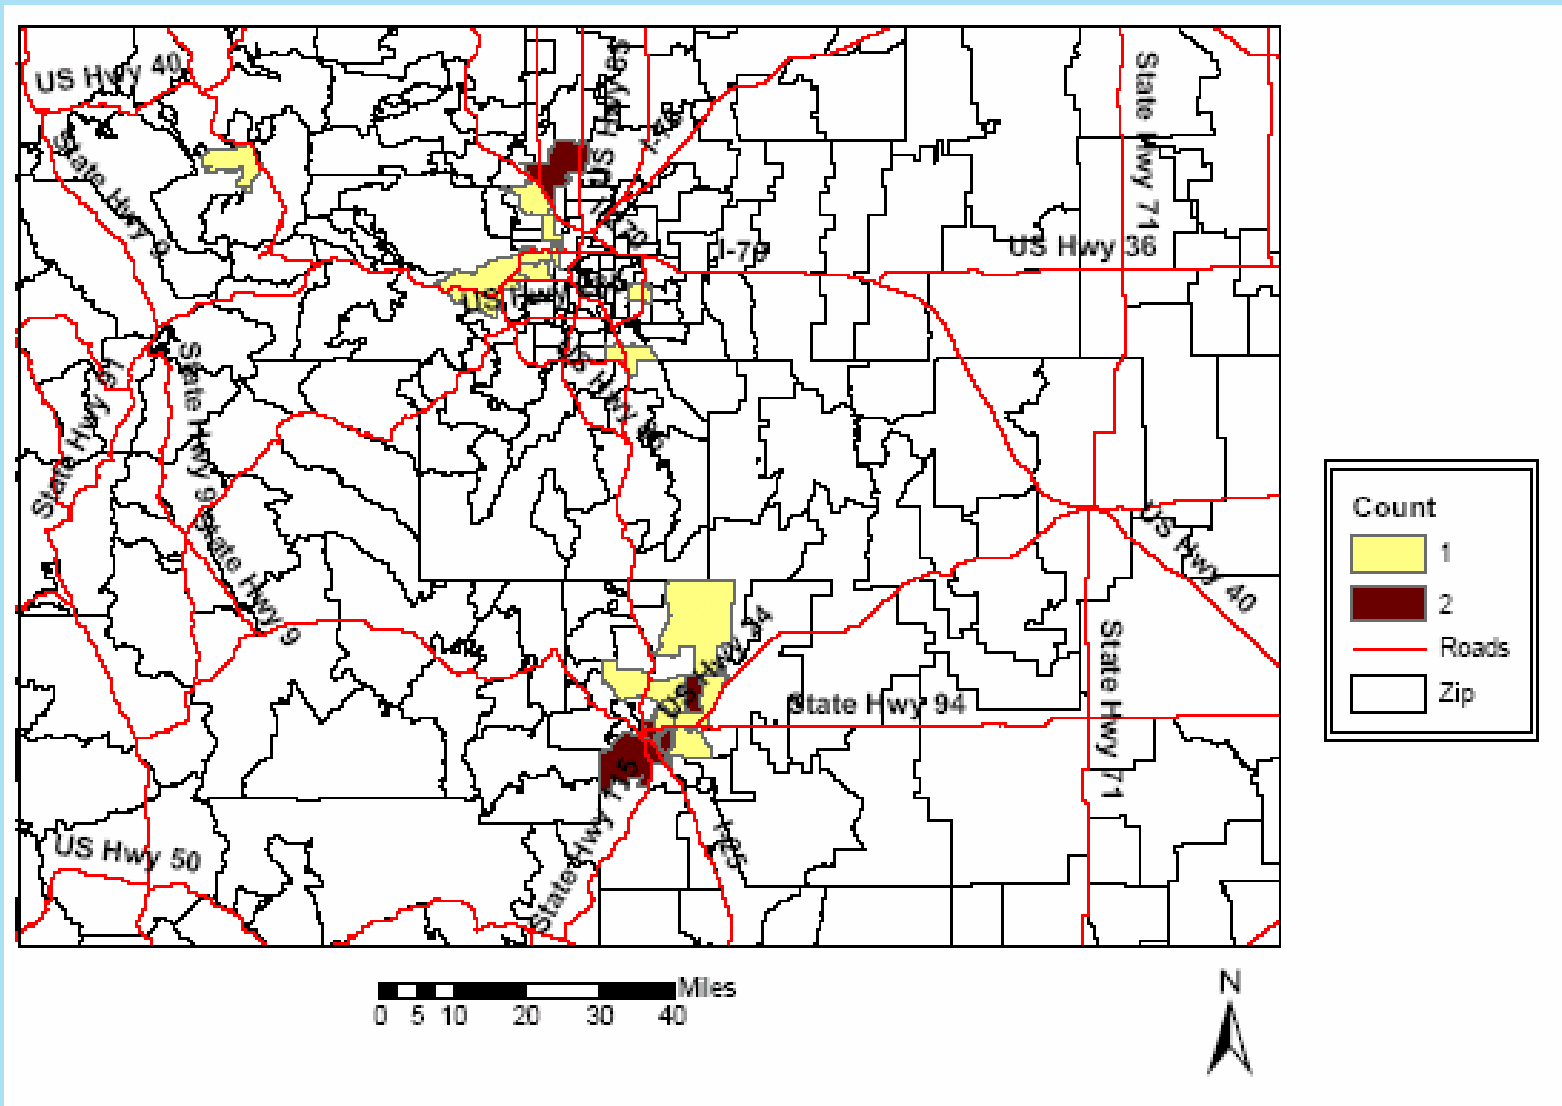 US Hwy 40
US Hwy 85
State Hwy 71
State Hwy 9
I-76
I-70
I-70
US Hwy 36
US Hwy
State Hwy 91
State Hwy 9
State Hwy 9
US Hwy 40
US Hwy 24
State Hwy 94
State Hwy 71
State Hwy 115
I-25
US Hwy 50
Count
1
2
Roads
Zip
Miles
0 5 10 20 30 40
N